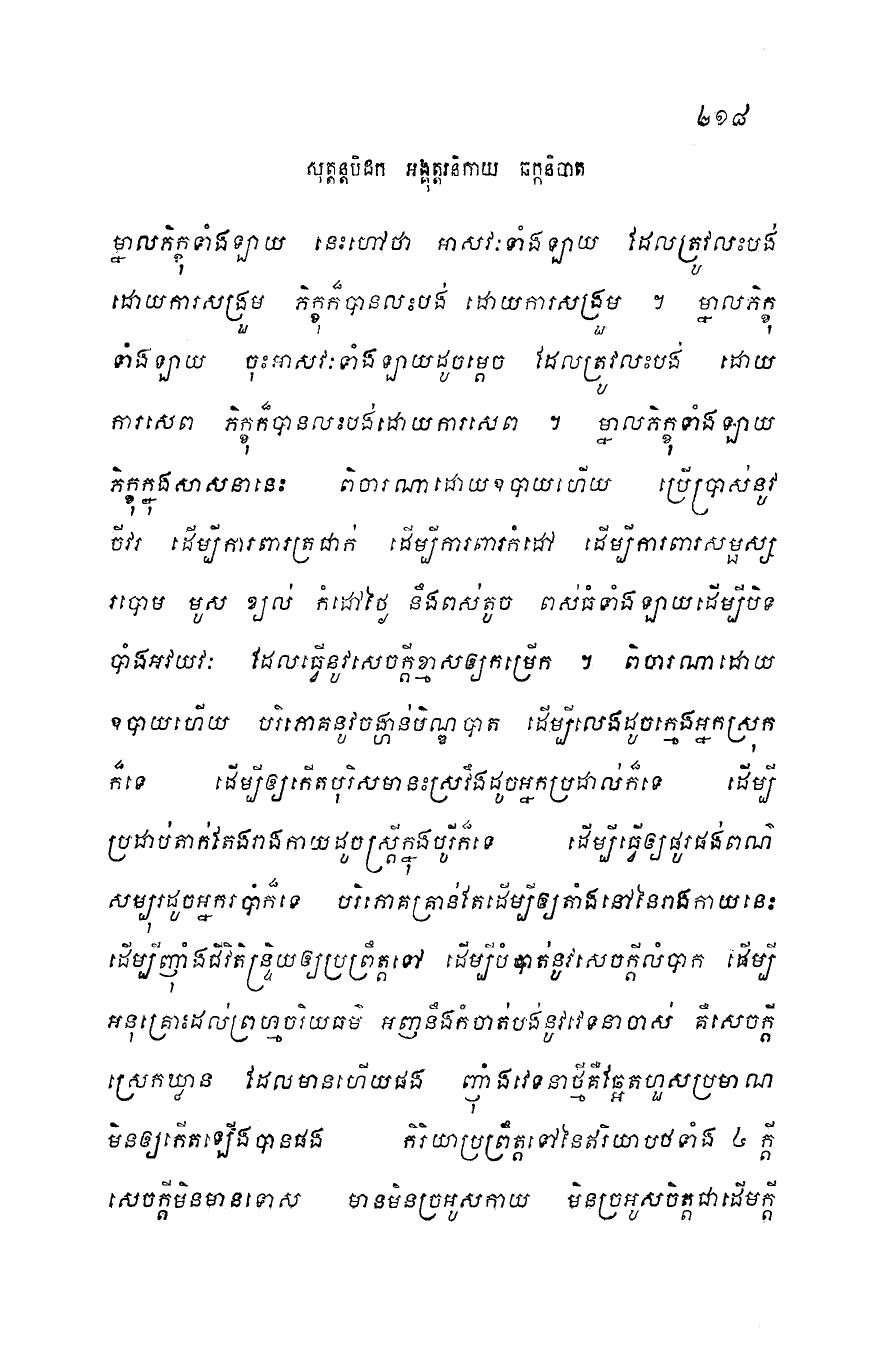 ២១៨
សុត្តន្តបិដក អង្គុត្តរនិកាយ ឆក្កនិបាត
ម្នាលភិក្ខុទាំងឡាយ នេះហៅថា អាសវៈទាំងឡាយ ដែលត្រូវលះបង់
ដោយការសង្រួម ភិក្ខុក៏បានលះបង់ ដោយការសង្រួម ។ ម្នាលភិក្ខុ
ទាំងឡាយ ចុះអាសវៈទាំងឡាយដូចម្តេច ដែលត្រូវលះបង់ ដោយ
ការសេព ភិក្ខុក៏បានលះបង់ដោយការសេព ។ ម្នាលភិក្ខុទាំងឡាយ
ភិក្ខុក្នុងសាសនានេះ ពិចារណាដោយឧបាយហើយ ប្រើប្រាស់នូវ
ចីវរ ដើម្បីការពារត្រជាក់ ដើម្បីការពារកំដៅ ដើម្បីការពារសម្ផស្ស
របោម មូស ខ្យល់ កំដៅថ្ងៃ នឹងពស់តូច ពស់ធំទាំងឡាយដើម្បីបិទ
បាំងអវយវៈ ដែលធ្វើនូវសេចក្តីខ្មាសឲ្យកម្រើក ។ ពិចារណាដោយ
ឧបាយហើយ បរិភោគនូវចង្ហាន់បិណ្ឌបាត ដើម្បីលេងដូចក្មេងអ្នកស្រុក
ក៏ទេ ដើម្បីឲ្យកើតបុរិសមានះស្រវឹងដូចអ្នកប្រដាល់ក៏ទេ ដើម្បី
ប្រដាប់តាក់តែងរាងកាយដូចស្ត្រីក្នុងបូរីក៏ទេ ដើម្បីធ្វើឲ្យផូរផង់ពណ៌
សម្បុរដូចអ្នករបាំក៏ទេ បរិភោគគ្រាន់តែដើម្បីឲ្យតាំងនៅនៃរាងកាយនេះ
ដើម្បីញ៉ាំងជីវិតិន្ទ្រិយឲ្យប្រព្រឹត្តទៅ ដើម្បីបំបាត់នូវសេចក្តីលំបាក ដើម្បី
អនុគ្រោះដល់ព្រហ្មចរិយធម៌ អញនឹងកំចាត់បង់នូវវេទនាចាស់ គឺសេចក្តី
ស្រេកឃ្លាន ដែលមានហើយផង ញ៉ាំងវេទនាថ្មីគឺឆ្អែតហួសប្រមាណ
មិនឲ្យកើតឡើងបានផង កិរិយាប្រព្រឹត្តទៅនៃឥរិយាបថទាំង ៤ ក្តី
សេចក្តីមិនមានទោស មានមិនច្រអូសកាយ មិនច្រអូសចិត្តជាដើមក្តី